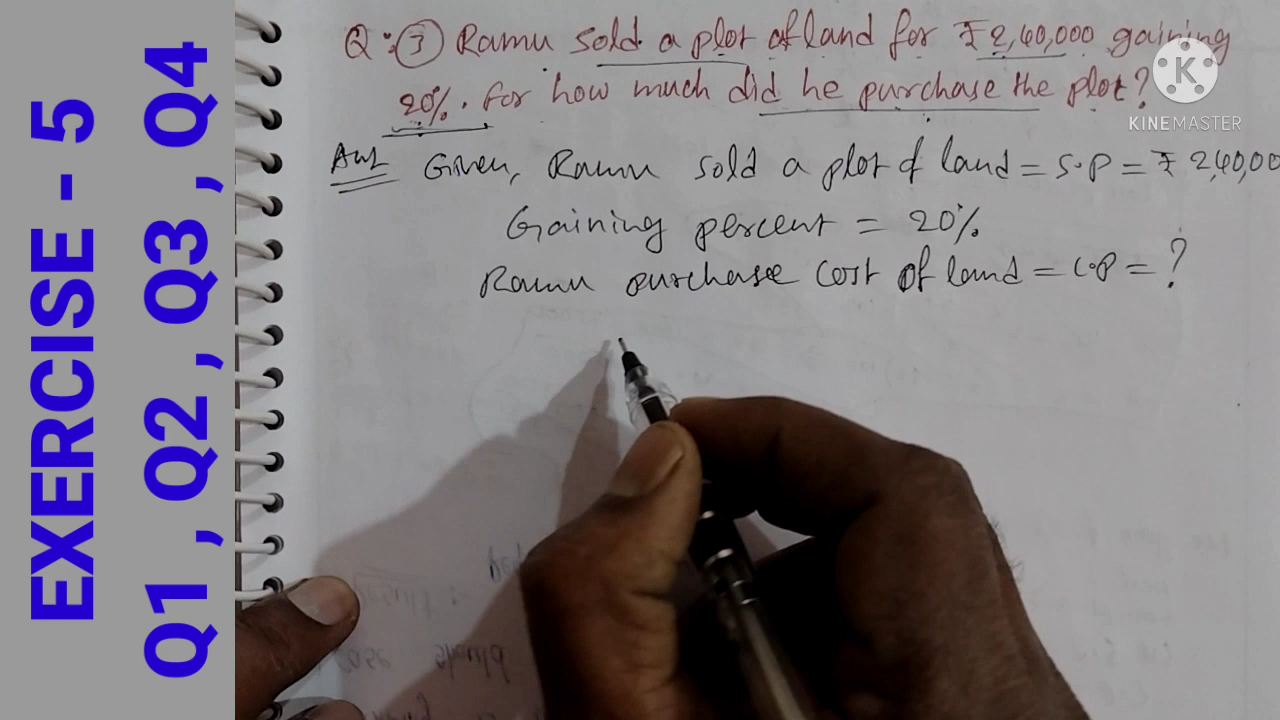 EXERCISE - 5
Q1 , Q2 , Q3 , Q4
Q:③ Ramu sold a plot of land for ₹ 2,40,000 gaining
20%. For how much did he purchase the plot?
K
KINEMASTER
Ans Given, Ramu sold a plot of land = S.P = ₹ 2,40,00
Gaining percent = 20%
Ramu purchase cost of land = C.P = ?